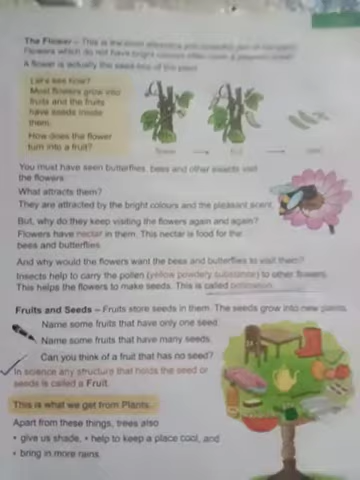 The Flower – This is the most attractive and beautiful part of the plant.
Flowers which do not have bright colours often have a pleasant smell.
A flower is actually the seed-box of the plant.
Let's see how?
Most flowers grow into
fruits and the fruits
have seeds inside
them.
How does the flower
turn into a fruit?
flower fruit seed
You must have seen butterflies, bees and other insects visit
the flowers.
What attracts them?
They are attracted by the bright colours and the pleasant scent.
But, why do they keep visiting the flowers again and again?
Flowers have nectar in them. This nectar is food for the
bees and butterflies.
And why would the flowers want the bees and butterflies to visit them?
Insects help to carry the pollen (yellow powdery substance) to other flowers.
This helps the flowers to make seeds. This is called pollination.
Fruits and Seeds – Fruits store seeds in them. The seeds grow into new plants.
Name some fruits that have only one seed.
Name some fruits that have many seeds.
Can you think of a fruit that has no seed?
In science any structure that holds the seed or
seeds is called a Fruit.
This is what we get from Plants.
Apart from these things, trees also
• give us shade, • help to keep a place cool, and
• bring in more rains.